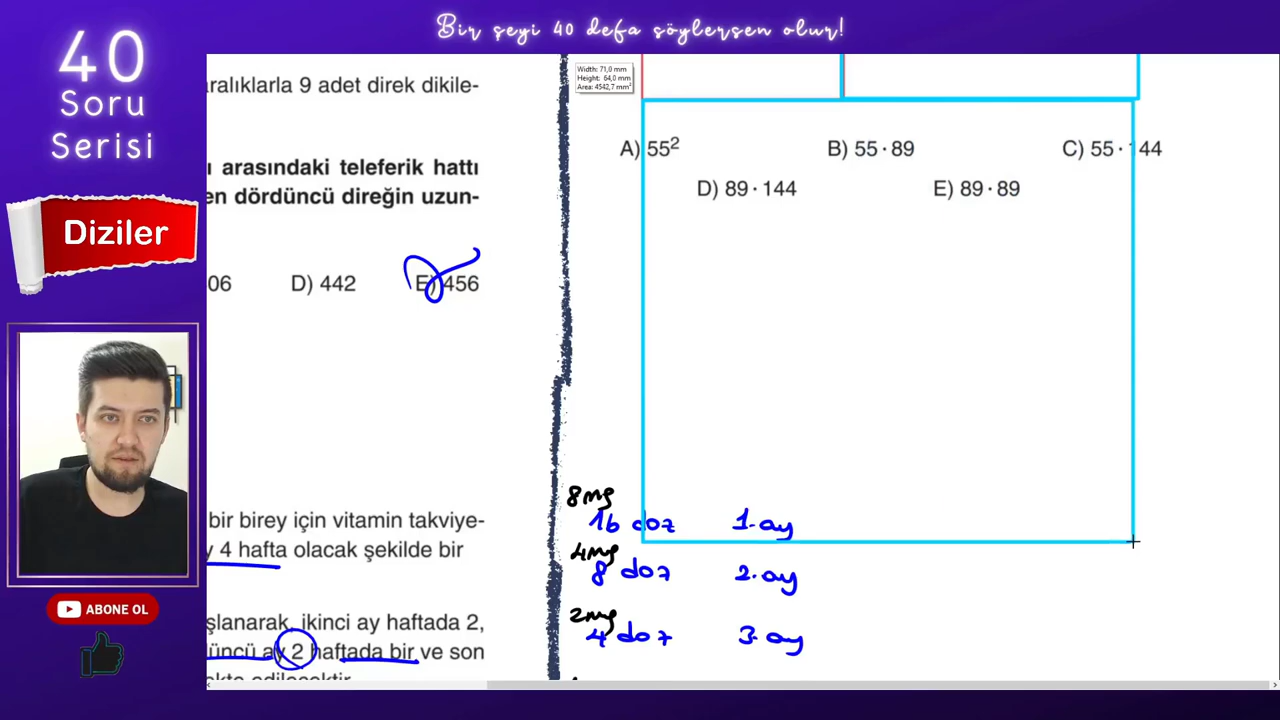 Bir şeyi 40 defa söylersen olur!
40
Soru
Serisi
Diziler
ABONE OL
aralıklarla 9 adet direk dikile-
ı arasındaki teleferik hattı
en dördüncü direğin uzun-
06 D) 442 E) 456
bir birey için vitamin takviye-
y 4 hafta olacak şekilde bir
şlanarak, ikinci ay haftada 2,
üncü ay 2 haftada bir ve son
Width: 71,0 mm
Height: 64,0 mm
Area: 4542,7 mm²
A) 55² B) 55 · 89 C) 55 · 144
D) 89 · 144 E) 89 · 89
8mg
16 doz 1. ay
4mg
8 doz 2. ay
2mg
4 doz 3. ay